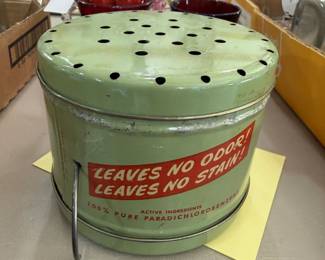 LEAVES NO ODOR!
LEAVES NO STAIN!
ACTIVE INGREDIENTS
100% PURE PARADICHLOROBENZENE